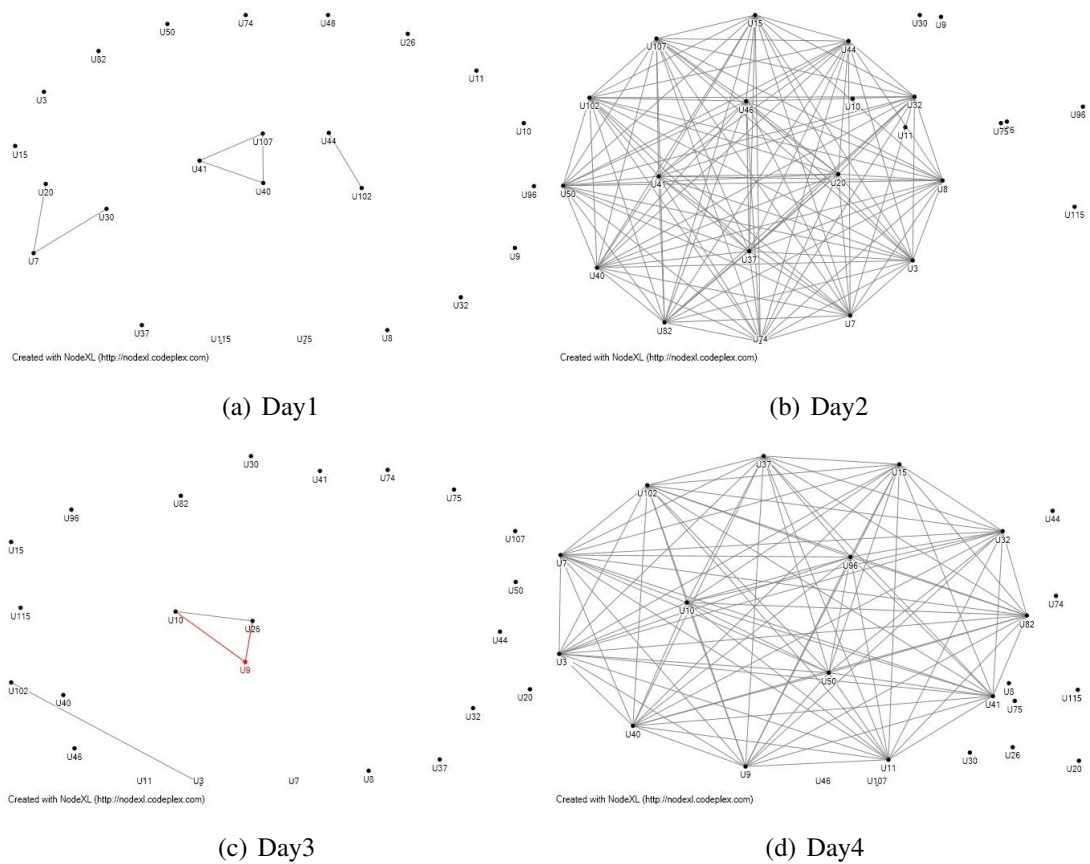 U74
U46
U50
U26
U82
U11
U3
U10
U107
U44
U15
U41
U20
U40
U102
U96
U30
U7
U9
U32
U37
U115
U75
U8
Created with NodeXL (http://nodexl.codeplex.com)
(a) Day1
U15
U30
U9
U107
U44
U102
U46
U10
U32
U96
U11
U75
U41
U20
U50
U8
U115
U37
U3
U40
U7
U82
U74
Created with NodeXL (http://nodexl.codeplex.com)
(b) Day2
U30
U41
U74
U82
U75
U96
U107
U15
U50
U115
U10
U26
U44
U9
U102
U40
U20
U32
U46
U37
U11
U3
U7
U8
Created with NodeXL (http://nodexl.codeplex.com)
(c) Day3
U37
U15
U102
U44
U32
U7
U96
U74
U10
U82
U3
U50
U8
U115
U41
U75
U40
U11
U30
U26
U20
U9
U46
U107
Created with NodeXL (http://nodexl.codeplex.com)
(d) Day4